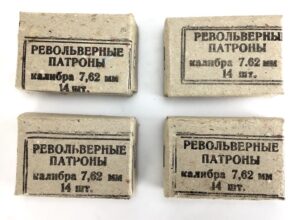 РЕВОЛЬВЕРНЫЕ
ПАТРОНЫ
калибра 7,62 мм
14 шт.
РЕВОЛЬВЕРНЫ
ПАТРОНЫ
калибра 7,62 мм
14 шт.
РЕВОЛЬВЕРНЫЕ
ПАТРОНЫ
калибра 7,62 мм
14 шт.
РЕВОЛЬВЕРНЫЕ
ПАТРОНЫ
калибра 7,62 мм
14 шт.